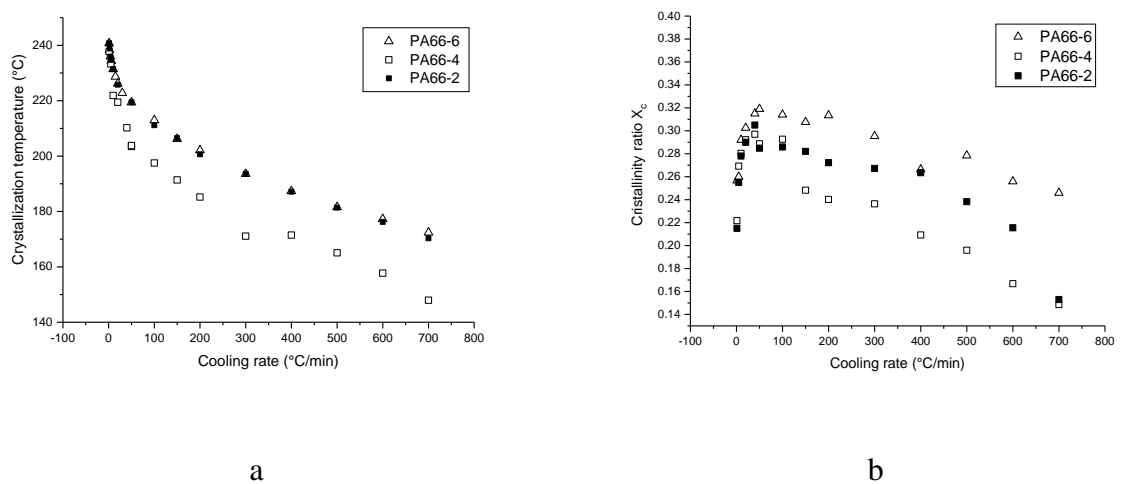 PA66-6
PA66-4
PA66-2
240
220
200
180
160
140
Crystallization temperature (°C)
-100 0 100 200 300 400 500 600 700 800
Cooling rate (°C/min)
a
PA66-6
PA66-4
PA66-2
0.40
0.38
0.36
0.34
0.32
0.30
0.28
0.26
0.24
0.22
0.20
0.18
0.16
0.14
Cristallinity ratio Xc
-100 0 100 200 300 400 500 600 700 800
Cooling rate (°C/min)
b